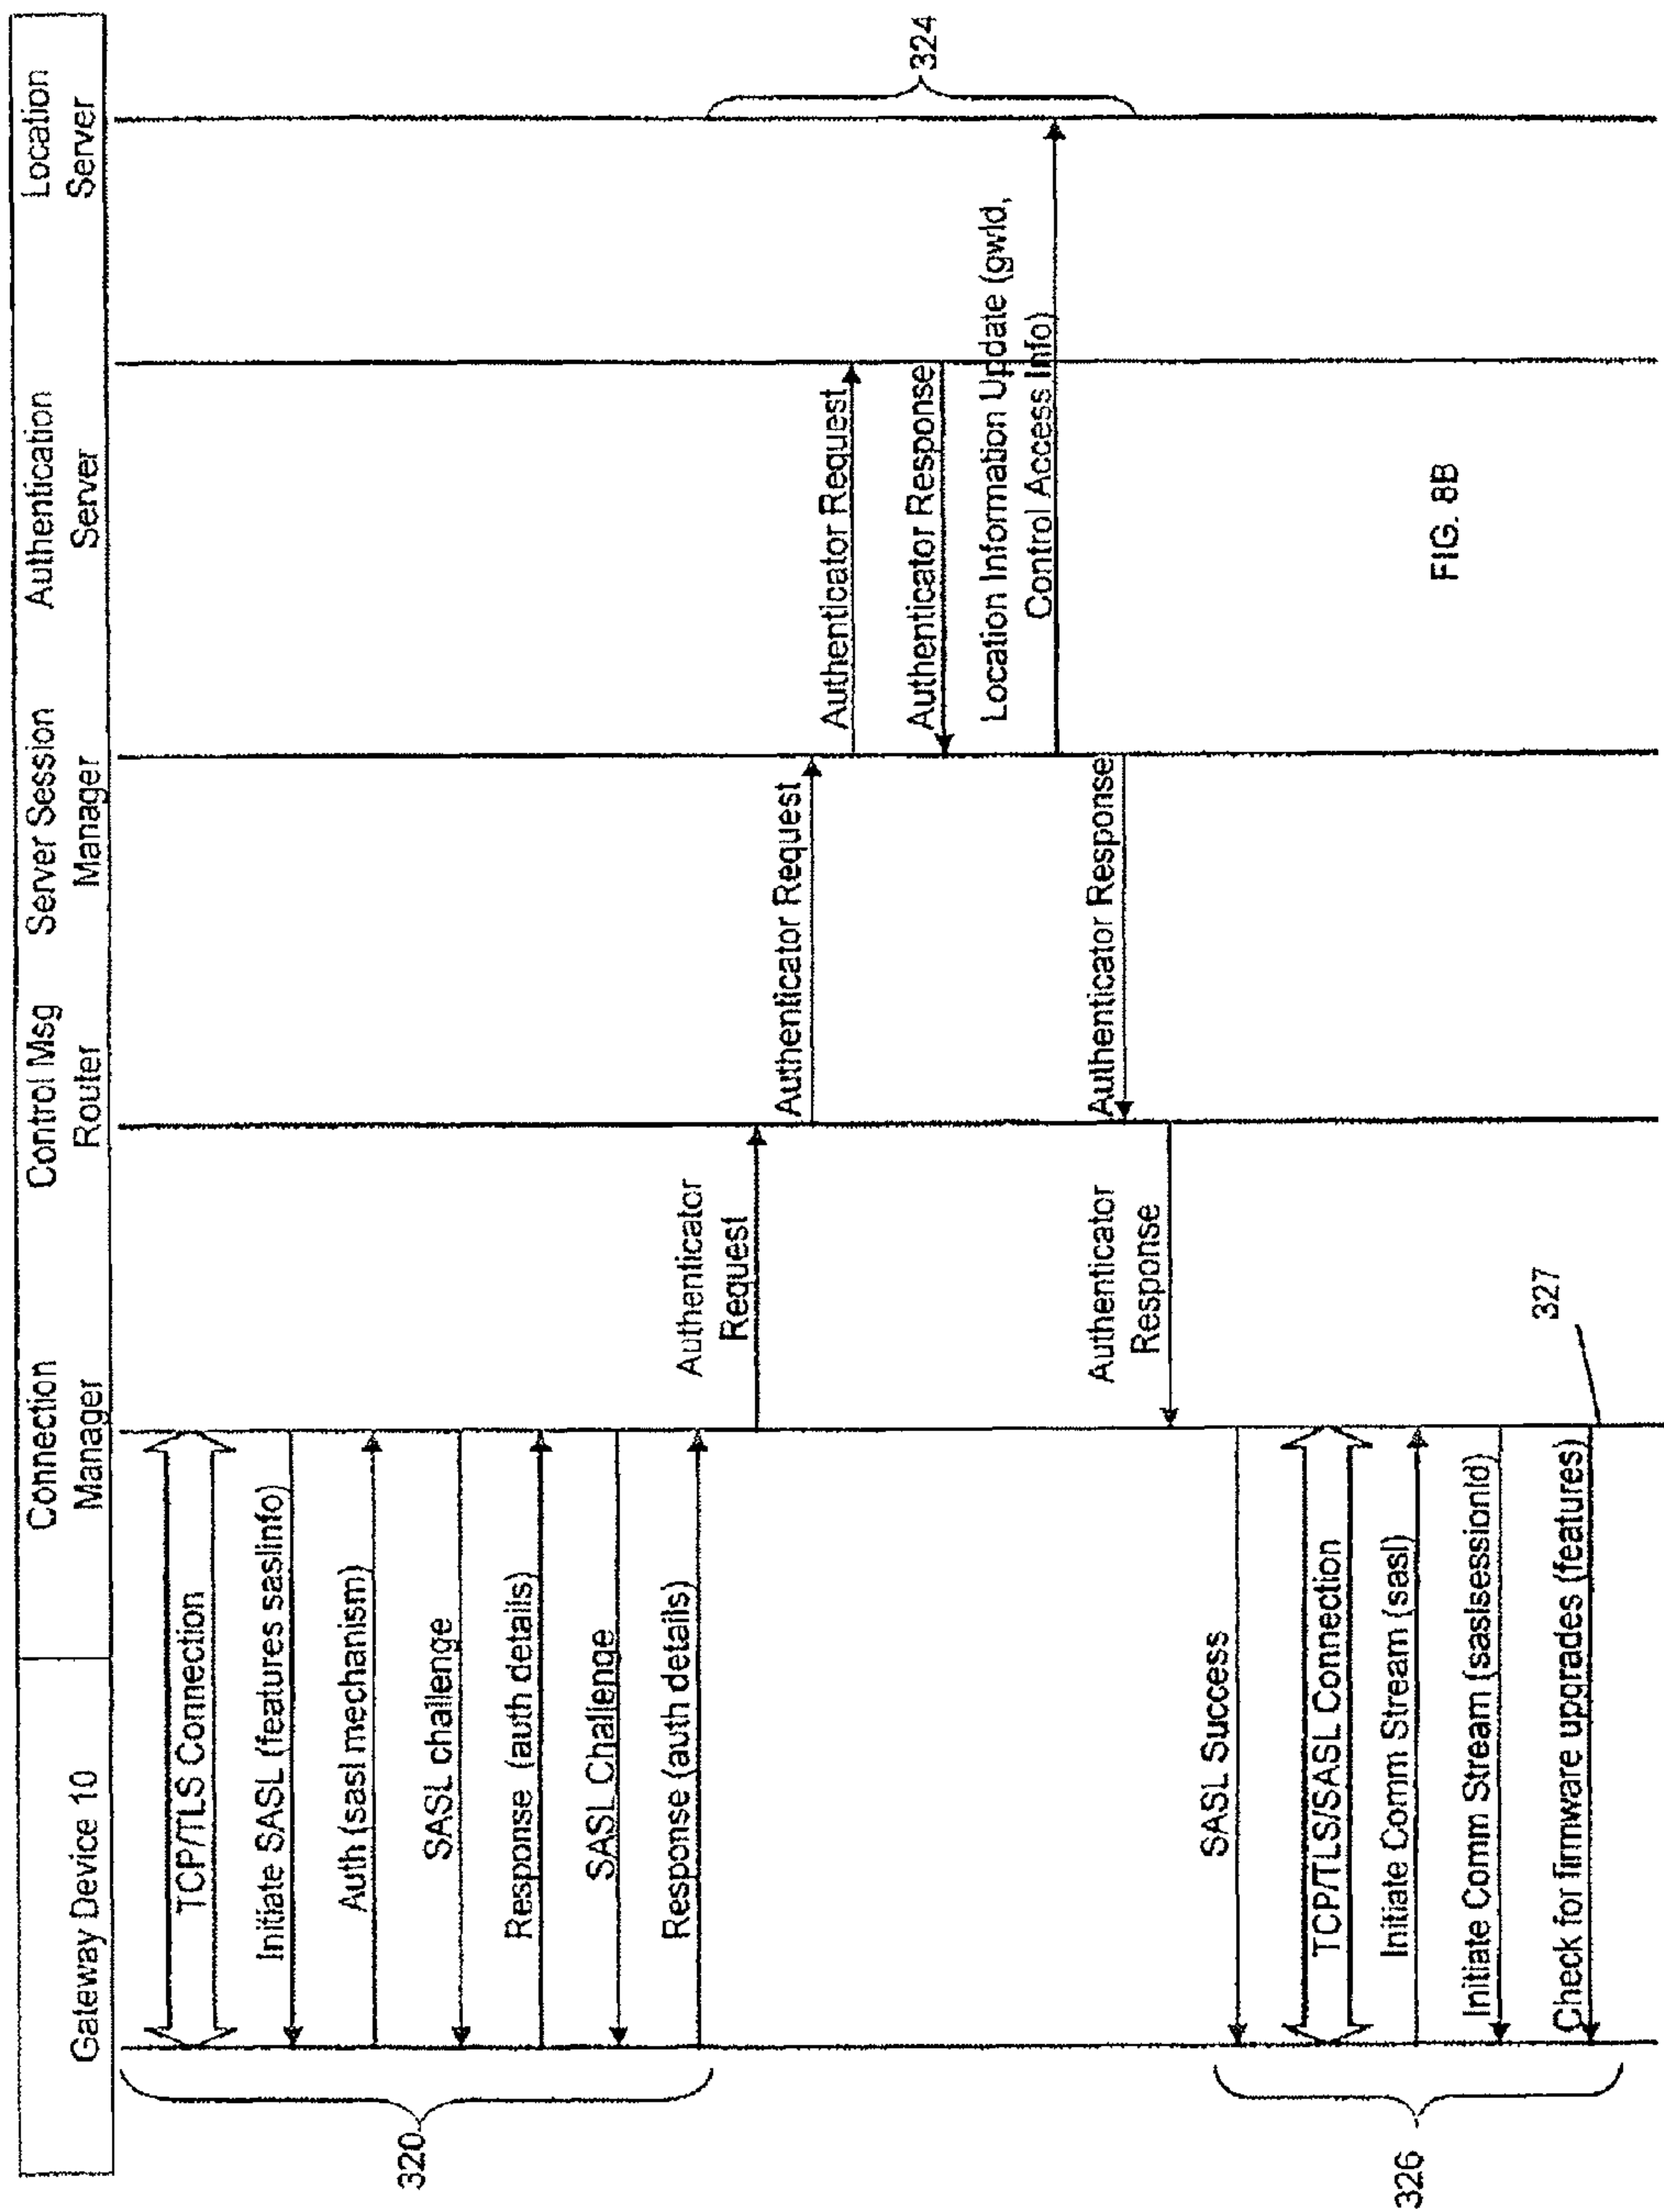 Gateway Device 10
Connection
Manager
Control Msg
Router
Server Session
Manager
Authentication
Server
Location
Server
TCP/TLS Connection
Initiate SASL (features saslinfo)
Auth (sasl mechanism)
SASL challenge
Response (auth details)
SASL Challenge
Response (auth details)
320
Authenticator
Request
Authenticator Request
Authenticator Request
Authenticator Response
Location Information Update (gwId,
Control Access Info)
Authenticator Response
Authenticator
Response
324
SASL Success
TCP/TLS/SASL Connection
Initiate Comm Stream (sasl)
Initiate Comm Stream (saslsessionId)
Check for firmware upgrades (features)
326
327
FIG. 8B